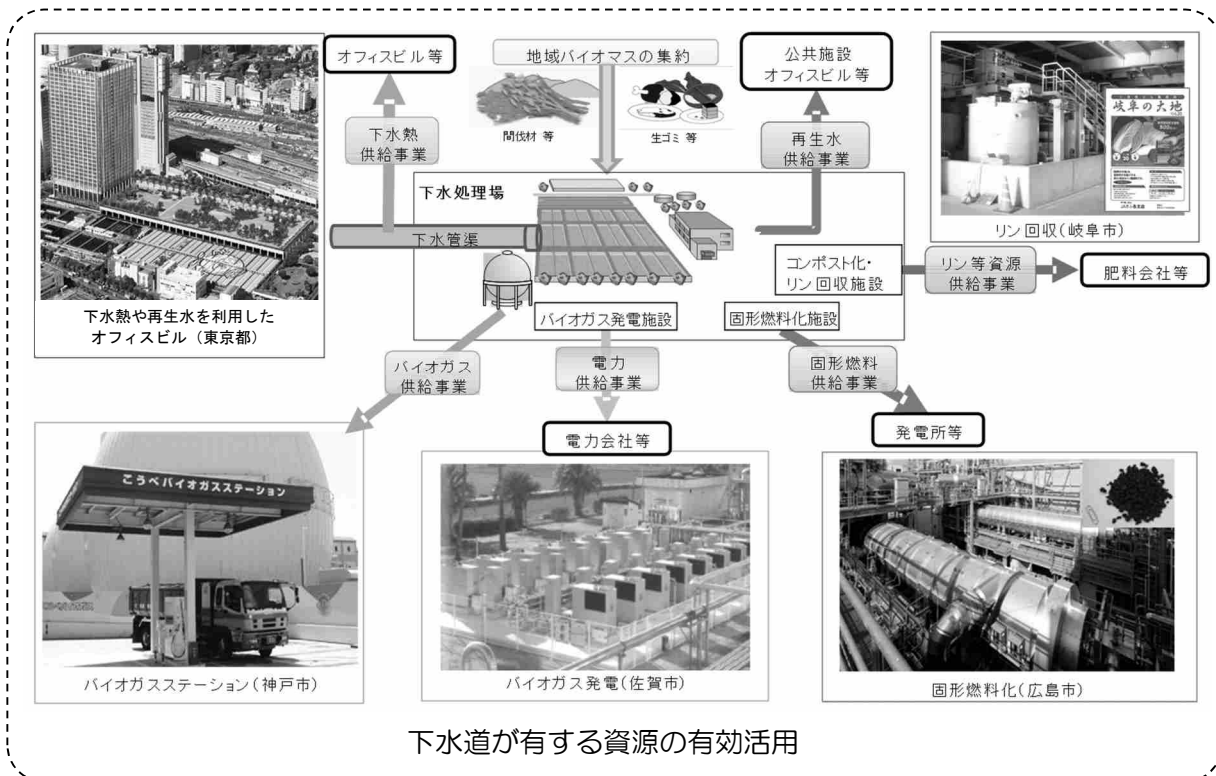 オフィスビル等
地域バイオマスの集約
公共施設
オフィスビル等
下水熱
供給事業
間伐材 等
生ゴミ 等
再生水
供給事業
岐阜の大地
リン回収(岐阜市)
下水処理場
下水管渠
コンポスト化・
リン回収施設
リン等資源
供給事業
肥料会社等
下水熱や再生水を利用した
オフィスビル（東京都）
バイオガス発電施設
固形燃料化施設
バイオガス
供給事業
電力
供給事業
固形燃料
供給事業
電力会社等
発電所等
こうべバイオガスステーション
バイオガスステーション(神戸市)
バイオガス発電(佐賀市)
固形燃料化(広島市)
下水道が有する資源の有効活用